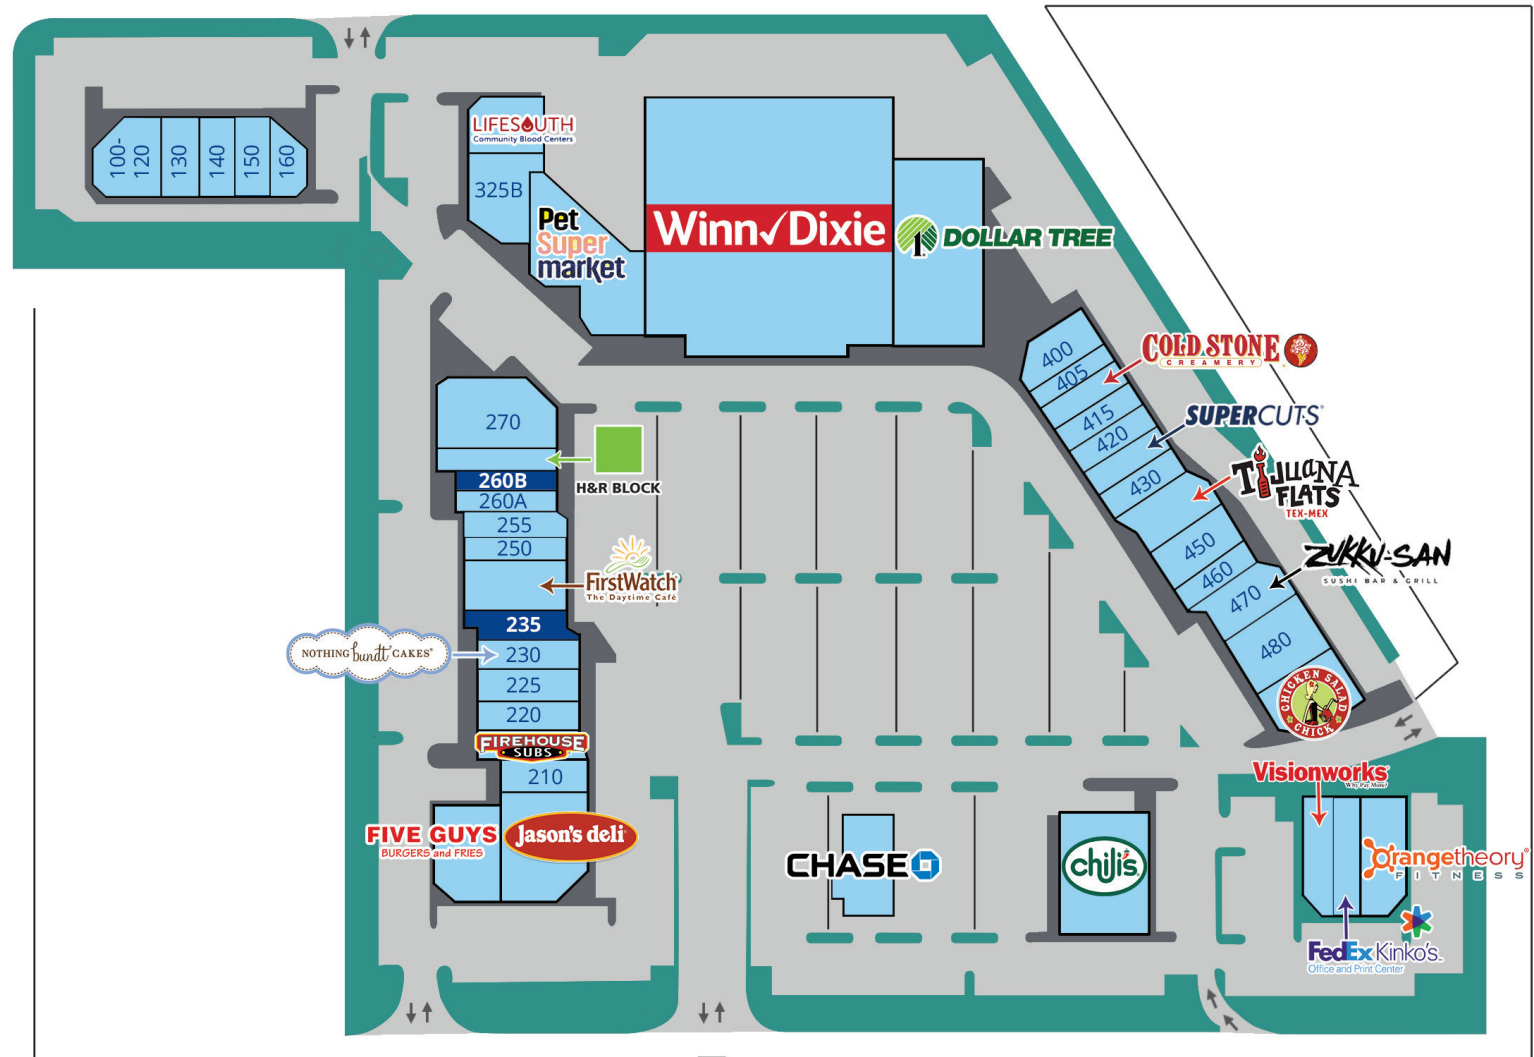 LIFESOUTH
Community Blood Centers
100-
120
130
140
150
160
325B
Pet
Super
market
Winn✓Dixie
1
DOLLAR TREE
400
405
415
420
430
450
460
470
480
COLD STONE
CREAMERY
SUPERCUTS®
TIJUANA
FLATS
TEX-MEX
ZUKKU-SAN
SUSHI BAR & GRILL
CHICKEN SALAD
CHICK
270
H&R BLOCK
260B
260A
255
250
FirstWatch®
The Daytime Café
235
NOTHING bundt CAKES®
230
225
220
FIREHOUSE
SUBS
210
FIVE GUYS
BURGERS and FRIES
Jason's deli
CHASE
chili's
Visionworks
Why Pay More?
Orangetheory®
FITNESS
FedEx Kinko's
Office and Print Center